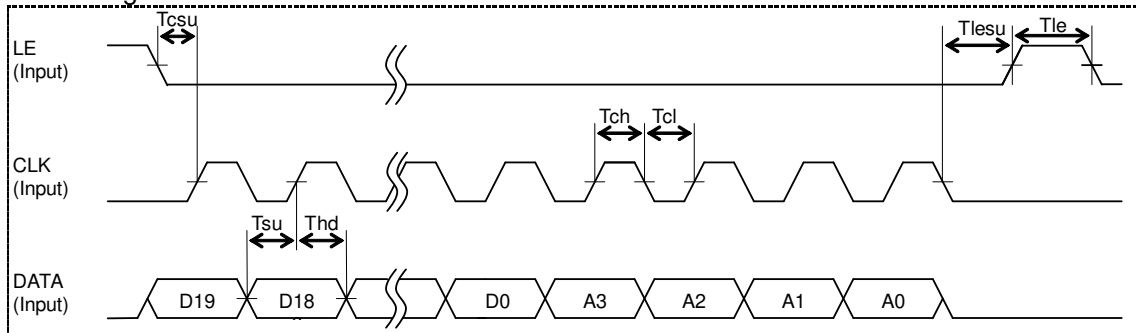 Tcsu
Tlesu
Tle
LE
(Input)
Tch
Tcl
CLK
(Input)
Tsu
Thd
DATA
(Input)
D19
D18
D0
A3
A2
A1
A0